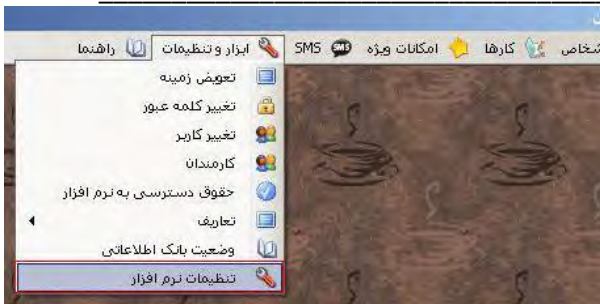 شخاص کارها امکانات ویژه SMS ابزار و تنظیمات راهنما
تعویض زمینه
تغییر کلمه عبور
تغییر کاربر
کارمندان
حقوق دسترسی به نرم افزار
تعاریف
وضعیت بانک اطلاعاتی
تنظیمات نرم افزار